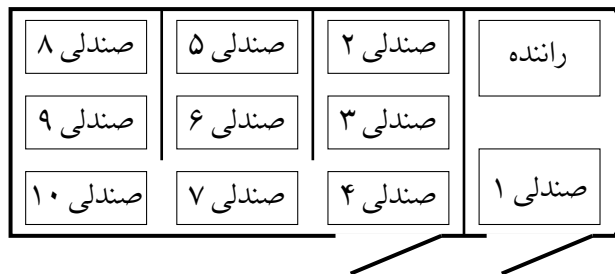 راننده
صندلی ۲
صندلی ۵
صندلی ۸
صندلی ۳
صندلی ۶
صندلی ۹
صندلی ۱
صندلی ۴
صندلی ۷
صندلی ۱۰